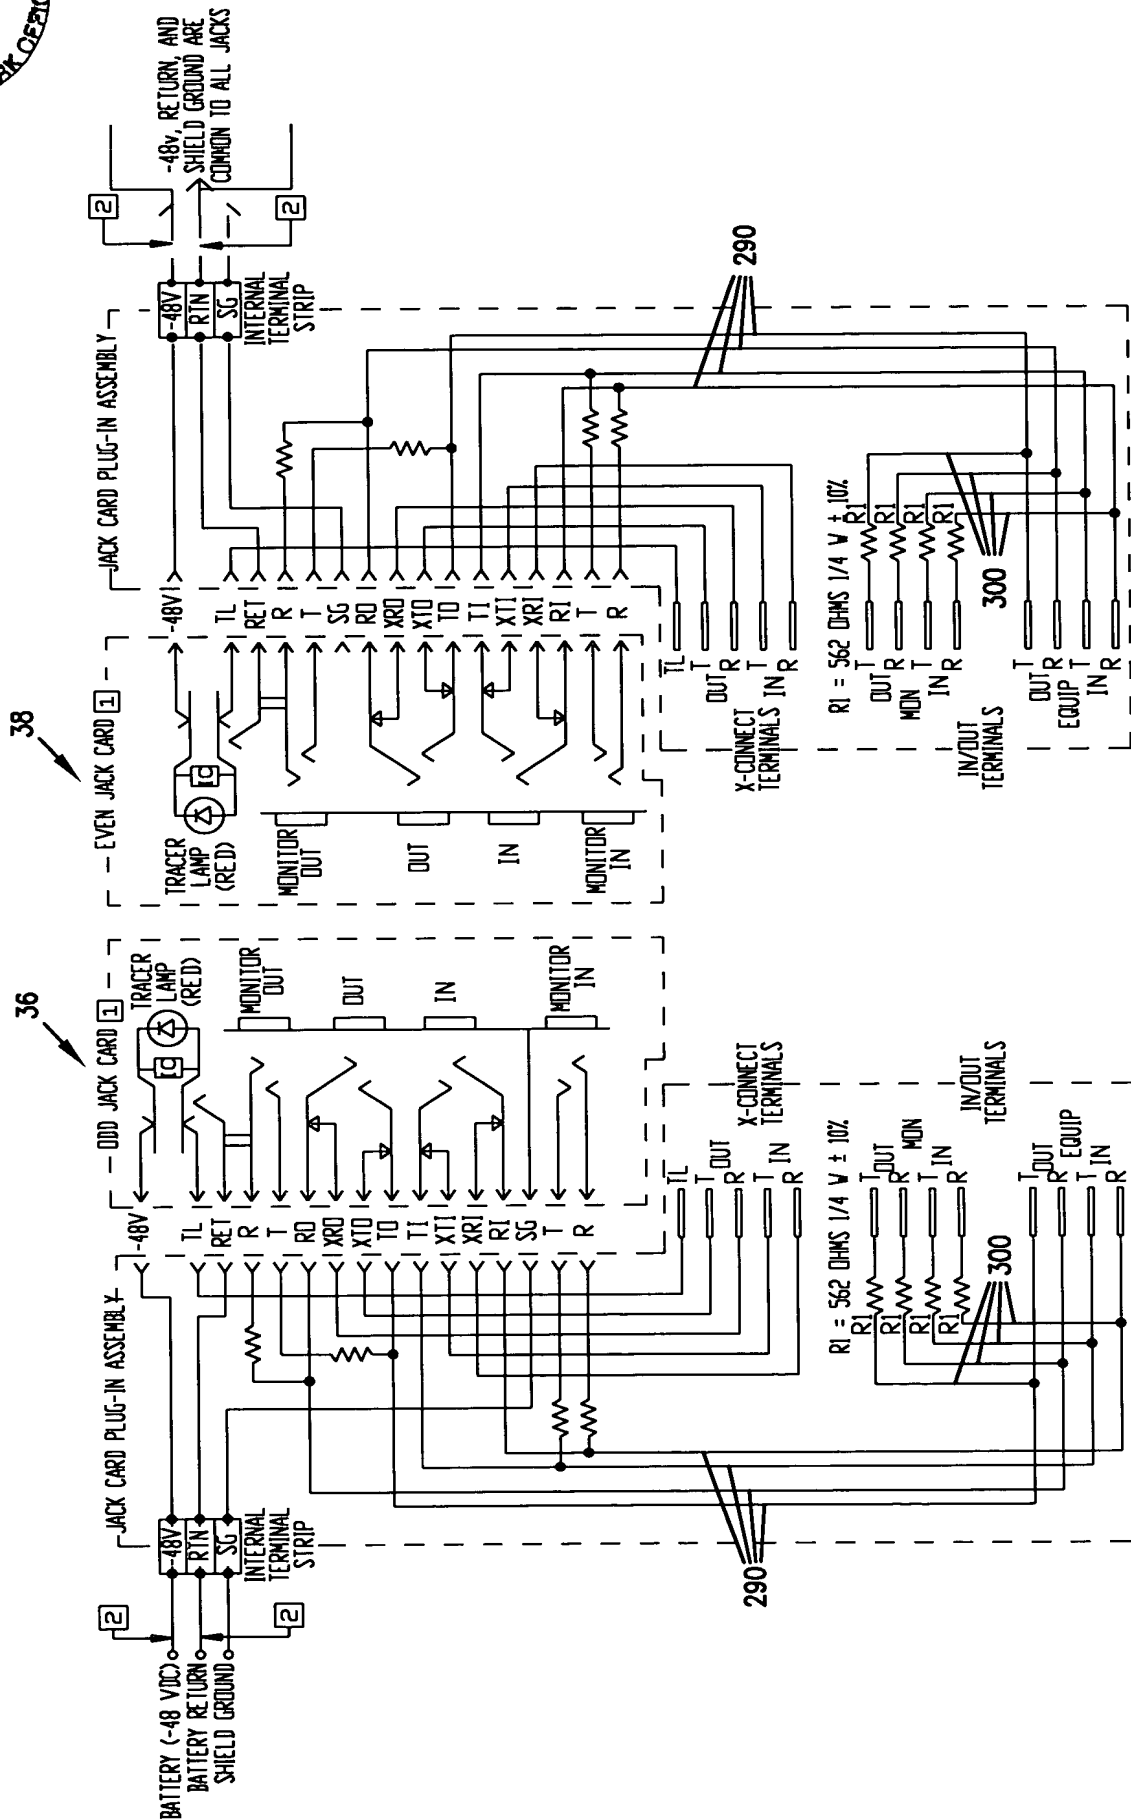 RK OFFIC
36
38
BATTERY (-48 VDC)
BATTERY RETURN
SHIELD GROUND
2
2
-48V
RTN
SG
INTERNAL
TERMINAL
STRIP
JACK CARD PLUG-IN ASSEMBLY
-48V
TL
RET
R
T
RO
XRO
XTO
TO
TI
XTI
XRI
RI
SG
T
R
ODD JACK CARD 1
TRACER
LAMP
(RED)
IC
MONITOR
OUT
OUT
IN
MONITOR
IN
X-CONNECT
TERMINALS
TL
T
OUT
R
T
IN
R
R1 = 562 OHMS 1/4 W ± 10%
R1
R1
R1
R1
T
OUT
R
MON
T
IN
R
IN/OUT
TERMINALS
T
OUT
R
EQUIP
T
IN
R
290
300
EVEN JACK CARD 1
TRACER
LAMP
(RED)
IC
MONITOR
OUT
OUT
IN
MONITOR
IN
-48V
TL
RET
R
T
SG
RO
XRO
XTO
TO
TI
XTI
XRI
RI
T
R
JACK CARD PLUG-IN ASSEMBLY
-48V
RTN
SG
INTERNAL
TERMINAL
STRIP
2
2
-48v, RETURN, AND
SHIELD GROUND ARE
COMMON TO ALL JACKS
X-CONNECT
TERMINALS
TL
T
OUT
R
T
IN
R
R1 = 562 OHMS 1/4 W ± 10%
R1
R1
R1
R1
T
OUT
R
MON
T
IN
R
IN/OUT
TERMINALS
T
OUT
R
EQUIP
T
IN
R
290
300